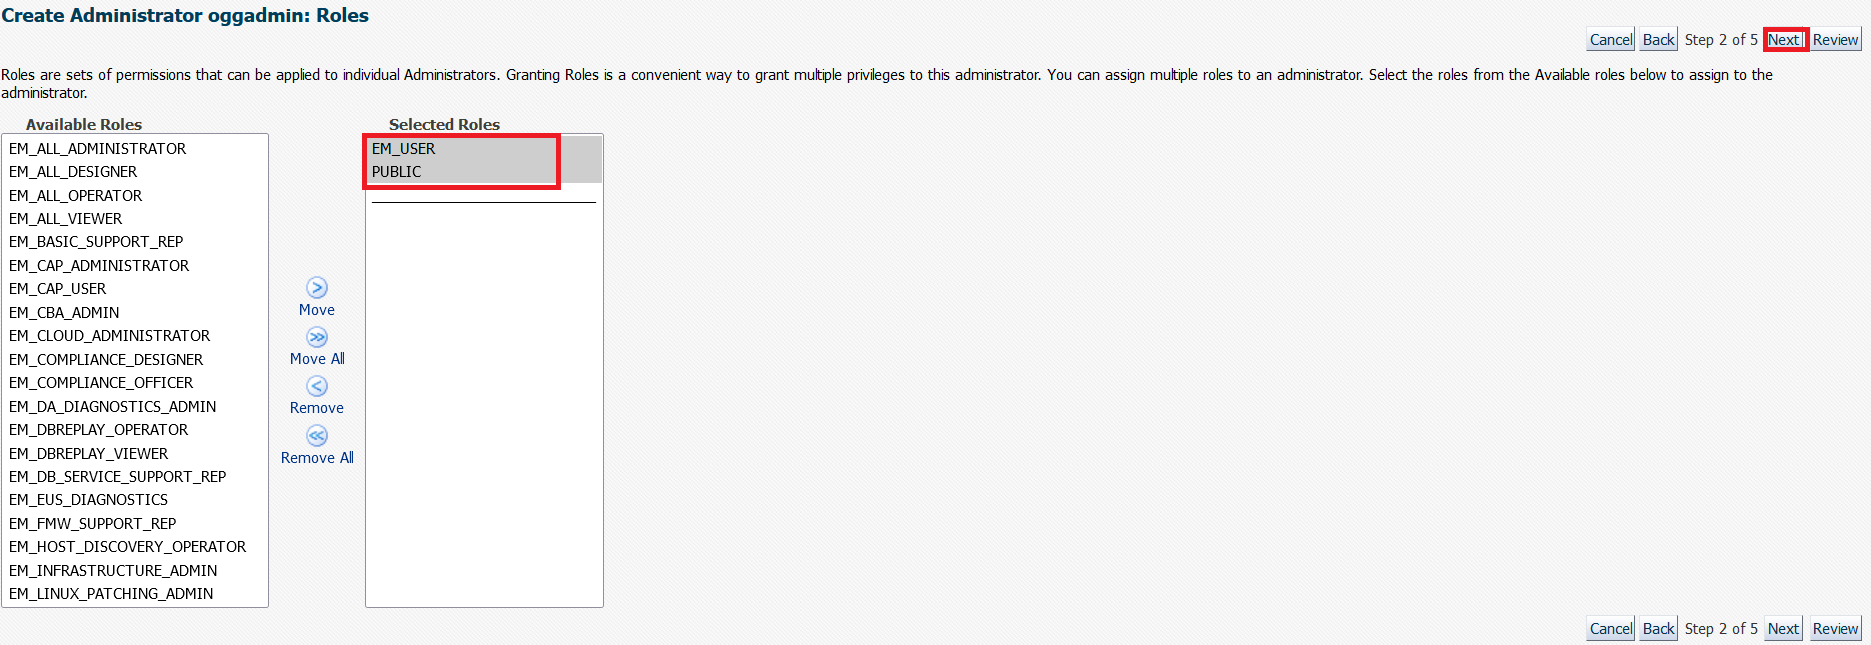 Create Administrator oggadmin: Roles
Cancel Back Step 2 of 5 Next Review
Roles are sets of permissions that can be applied to individual Administrators. Granting Roles is a convenient way to grant multiple privileges to this administrator. You can assign multiple roles to an administrator. Select the roles from the Available roles below to assign to the
administrator.
Available Roles
EM_ALL_ADMINISTRATOR
EM_ALL_DESIGNER
EM_ALL_OPERATOR
EM_ALL_VIEWER
EM_BASIC_SUPPORT_REP
EM_CAP_ADMINISTRATOR
EM_CAP_USER
EM_CBA_ADMIN
EM_CLOUD_ADMINISTRATOR
EM_COMPLIANCE_DESIGNER
EM_COMPLIANCE_OFFICER
EM_DA_DIAGNOSTICS_ADMIN
EM_DBREPLAY_OPERATOR
EM_DBREPLAY_VIEWER
EM_DB_SERVICE_SUPPORT_REP
EM_EUS_DIAGNOSTICS
EM_FMW_SUPPORT_REP
EM_HOST_DISCOVERY_OPERATOR
EM_INFRASTRUCTURE_ADMIN
EM_LINUX_PATCHING_ADMIN
Move
Move All
Remove
Remove All
Selected Roles
EM_USER
PUBLIC
Cancel Back Step 2 of 5 Next Review